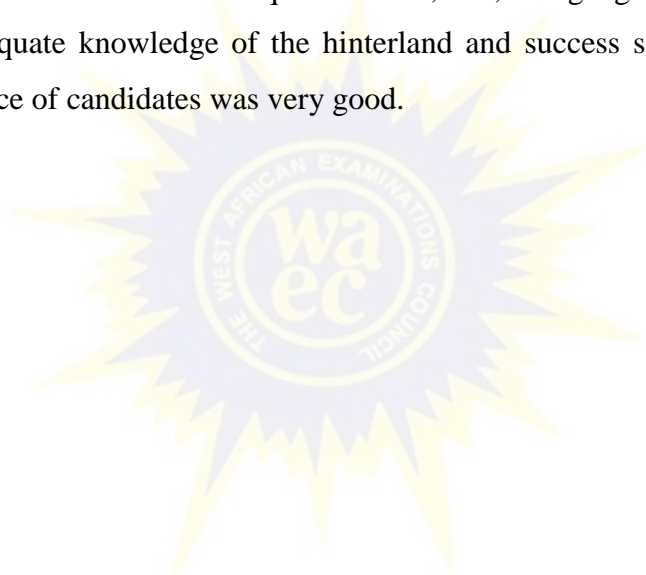 quate knowledge of the hinterland and success s
ce of candidates was very good.
THE WEST AFRICAN EXAMINATIONS COUNCIL
wa
ec